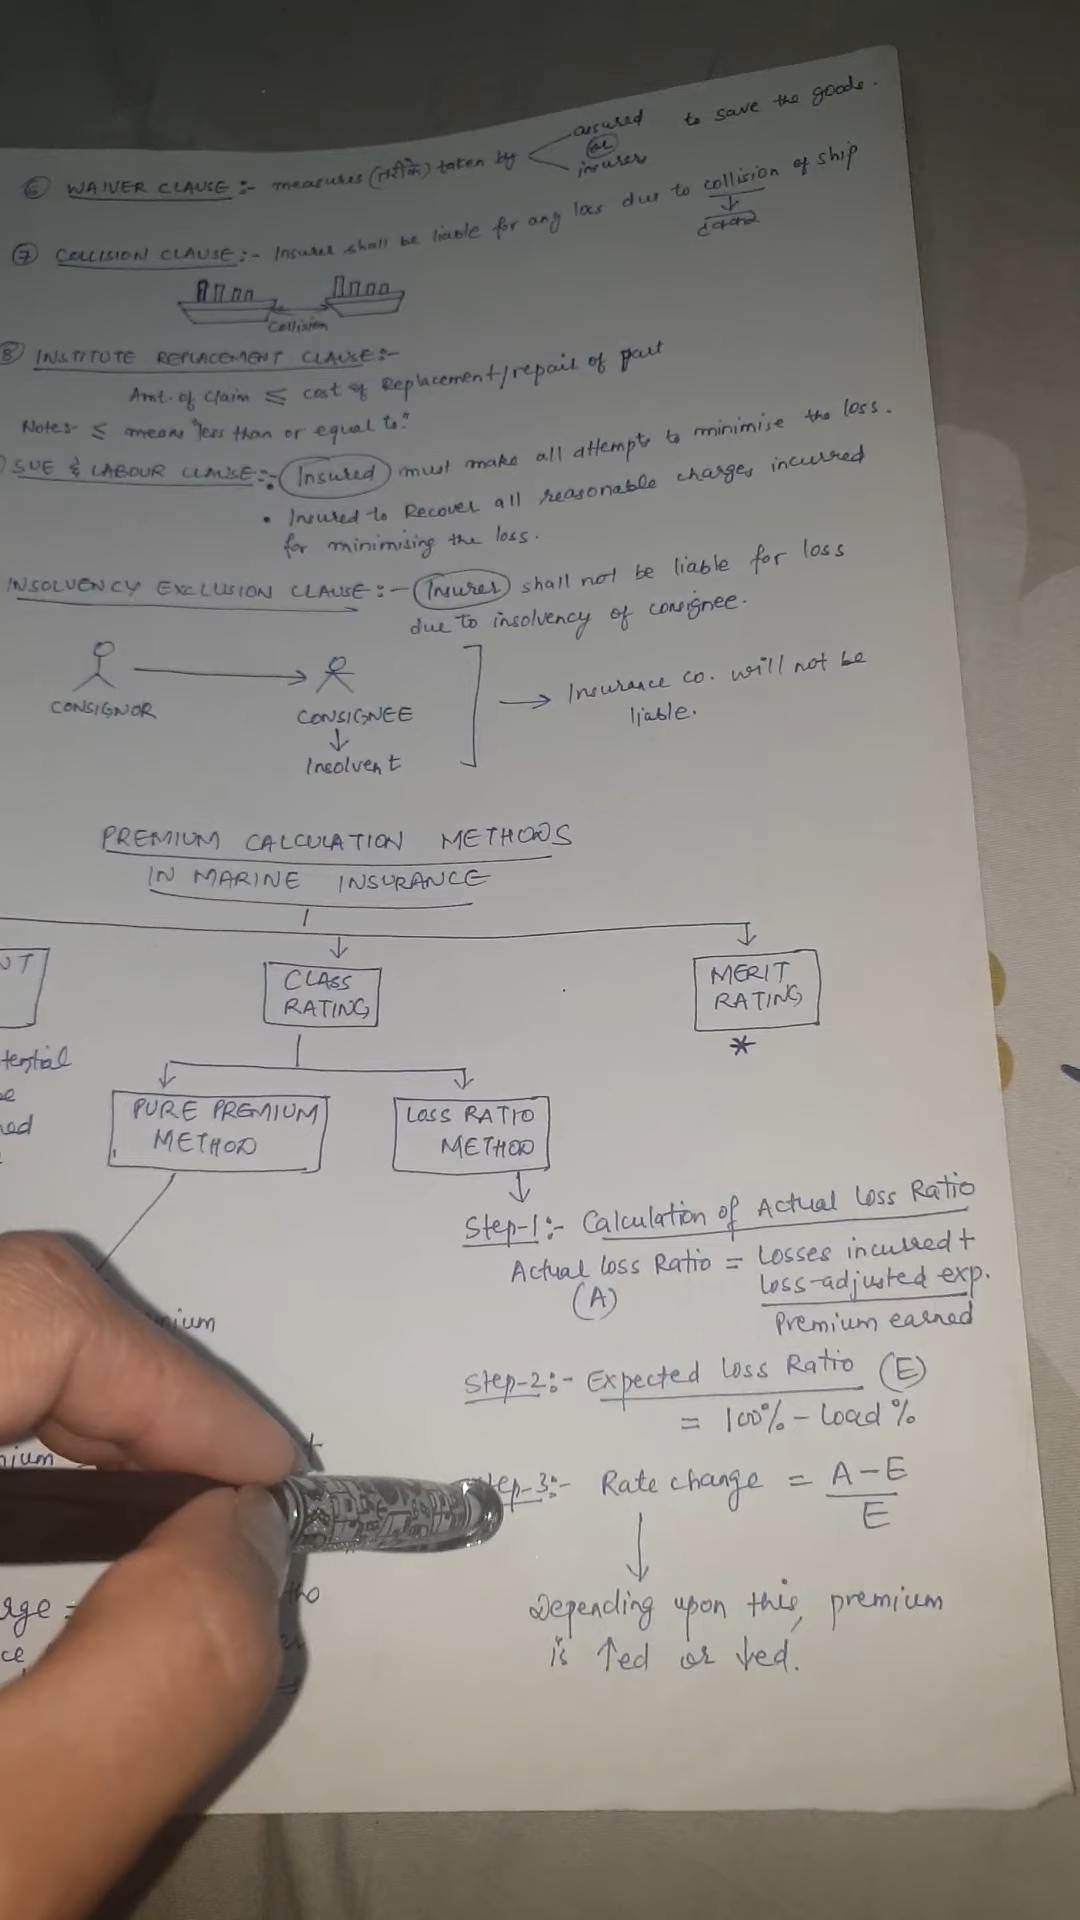 ⑥ WAIVER CLAUSE :- measures (तरीके) taken by assured
or
insurer
to save the goods.
⑦ COLLISION CLAUSE :- Insurer shall be liable for any loss due to collision of ship
टक्कर
Collision
⑧ INSTITUTE REPLACEMENT CLAUSE :-
Amt. of claim ≤ cost of Replacement/repair of part
Note:- ≤ means "less than or equal to".
SUE & LABOUR CLAUSE :- • Insured must make all attempts to minimise the loss.
• Insured to Recover all reasonable charges incurred
for minimising the loss.
INSOLVENCY EXCLUSION CLAUSE :- Insurer shall not be liable for loss
due to insolvency of consignee.
CONSIGNOR → CONSIGNEE
↓
Insolvent
→ Insurance co. will not be
liable.
PREMIUM CALCULATION METHODS
IN MARINE INSURANCE
CLASS
RATING
MERIT
RATING
*
PURE PREMIUM
METHOD
LOSS RATIO
METHOD
Step-1 :- Calculation of Actual Loss Ratio
Actual Loss Ratio = Losses incurred +
(A)
loss-adjusted exp.
Premium earned
Step-2 :- Expected Loss Ratio (E)
= 100% - Load %
Step-3 :- Rate change = A-E
E
Depending upon this, premium
is ↑ed or ↓ed.